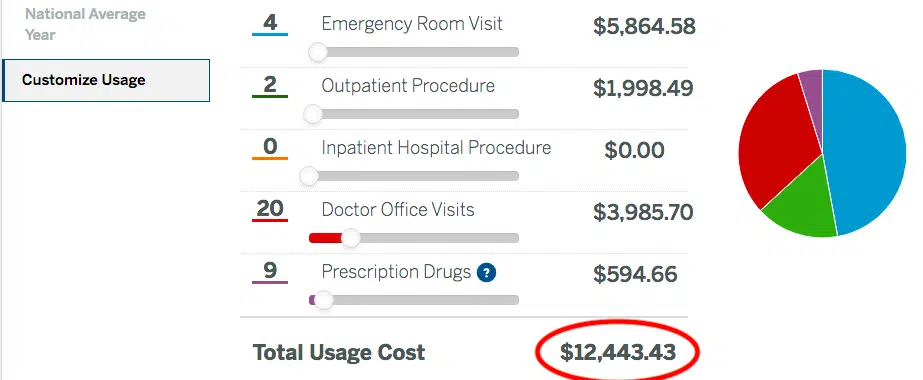 National Average
Year
Customize Usage
4 Emergency Room Visit $5,864.58
2 Outpatient Procedure $1,998.49
0 Inpatient Hospital Procedure $0.00
20 Doctor Office Visits $3,985.70
9 Prescription Drugs ? $594.66
Total Usage Cost $12,443.43